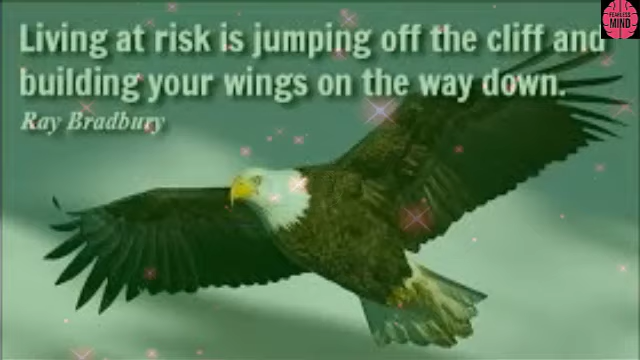 FEARLESS
MIND
Living at risk is jumping off the cliff and
building your wings on the way down.
Ray Bradbury